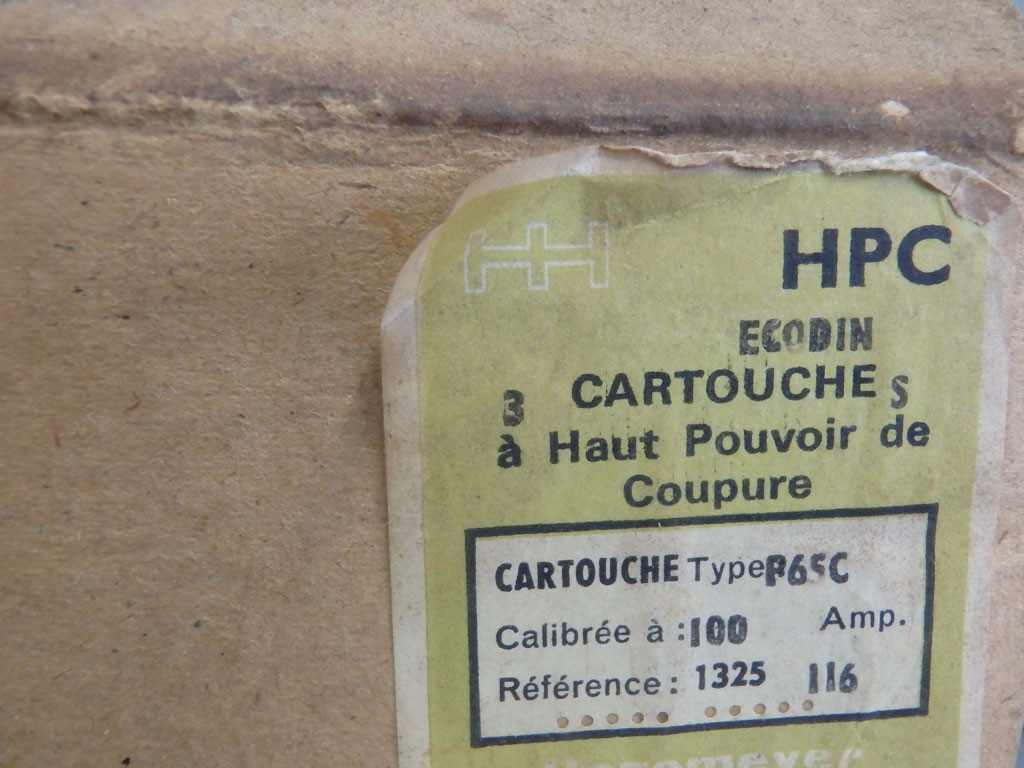 HPC
ECODIN
3 CARTOUCHES
à Haut Pouvoir de
Coupure
CARTOUCHE Type
Calibrée à : 100 Amp.
Référence : 1325 116